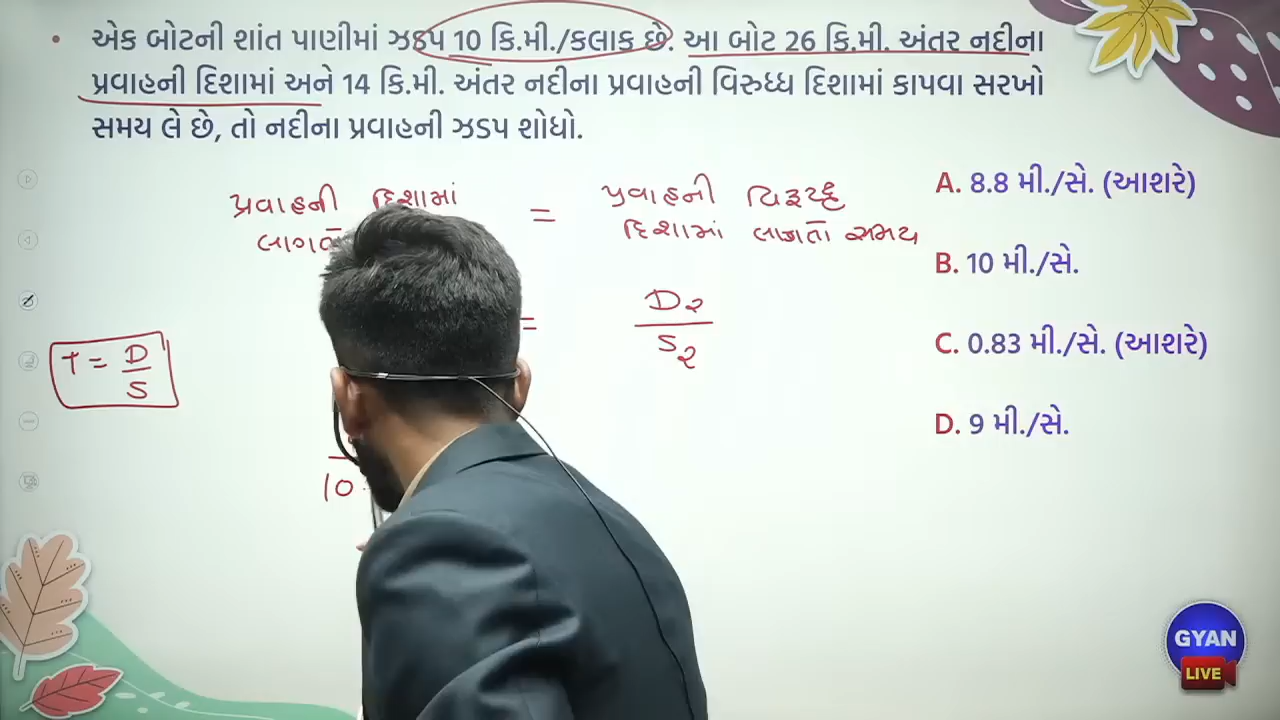 • એક બોટની શાંત પાણીમાં ઝડપ 10 કિ.મી./કલાક છે. આ બોટ 26 કિ.મી. અંતર નદીના
પ્રવાહની દિશામાં અને 14 કિ.મી. અંતર નદીના પ્રવાહની વિરુધ્ધ દિશામાં કાપવા સરખો
સમય લે છે, તો નદીના પ્રવાહની ઝડપ શોધો.
પ્રવાહની દિશામાં = પ્રવાહની વિરૂધ્ધ
દિશામાં લાગતો સમય
= D₂
S₂
T = D
S
10
A. 8.8 મી./સે. (આશરે)
B. 10 મી./સે.
C. 0.83 મી./સે. (આશરે)
D. 9 મી./સે.
GYAN
LIVE